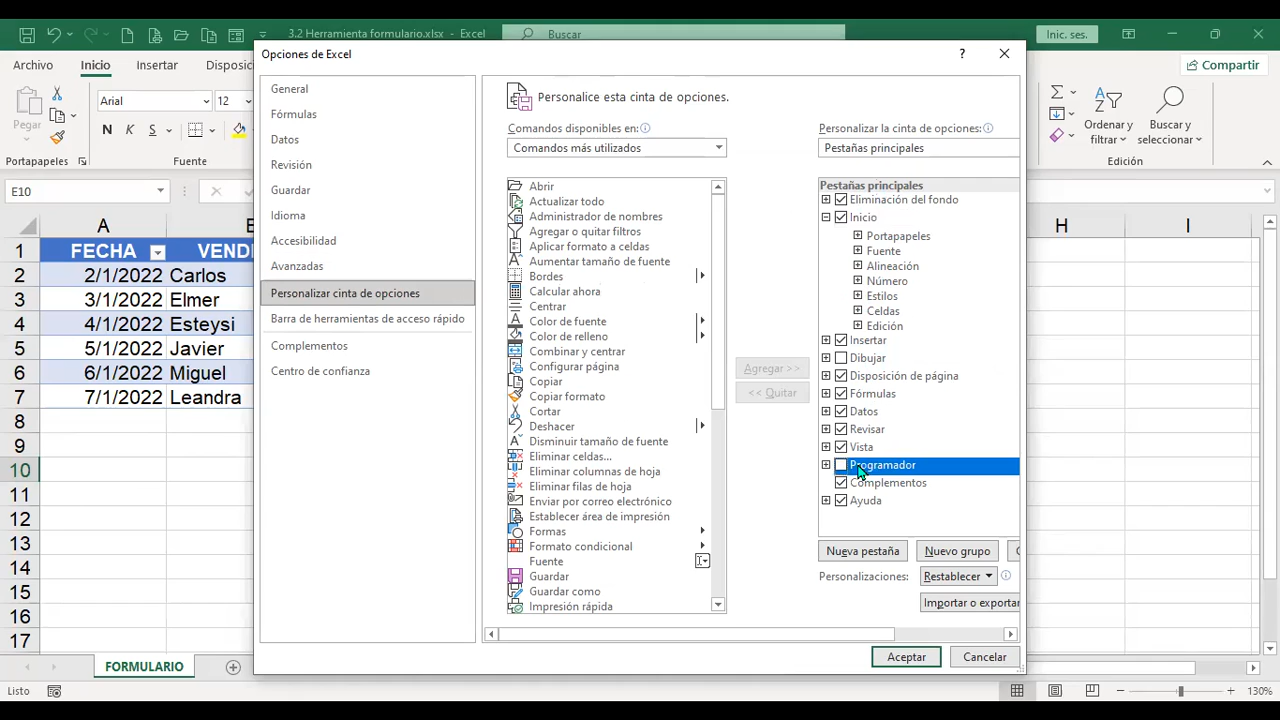 3.2 Herramienta formulario.xlsx - Excel
Buscar
Inic. ses.
Archivo
Inicio
Insertar
Compartir
Arial
12
Pegar
N K S
Ordenar y filtrar
Buscar y seleccionar
Portapapeles
Fuente
Edición
E10
A
H
I
1 FECHA
2 2/1/2022 Carlos
3 3/1/2022 Elmer
4 4/1/2022 Esteysi
5 5/1/2022 Javier
6 6/1/2022 Miguel
7 7/1/2022 Leandra
8
9
10
11
12
13
14
15
16
17
FORMULARIO
Listo
130%
Opciones de Excel
?
General
Fórmulas
Datos
Revisión
Guardar
Idioma
Accesibilidad
Avanzadas
Personalizar cinta de opciones
Barra de herramientas de acceso rápido
Complementos
Centro de confianza
Personalice esta cinta de opciones.
Comandos disponibles en:
Comandos más utilizados
Abrir
Actualizar todo
Administrador de nombres
Agregar o quitar filtros
Aplicar formato a celdas
Aumentar tamaño de fuente
Bordes
Calcular ahora
Centrar
Color de fuente
Color de relleno
Combinar y centrar
Configurar página
Copiar
Copiar formato
Cortar
Deshacer
Disminuir tamaño de fuente
Eliminar celdas...
Eliminar columnas de hoja
Eliminar filas de hoja
Enviar por correo electrónico
Establecer área de impresión
Formas
Formato condicional
Fuente
Guardar
Guardar como
Impresión rápida
Agregar >>
<< Quitar
Personalizar la cinta de opciones:
Pestañas principales
Pestañas principales
Eliminación del fondo
Inicio
Portapapeles
Fuente
Alineación
Número
Estilos
Celdas
Edición
Insertar
Dibujar
Disposición de página
Fórmulas
Datos
Revisar
Vista
Programador
Complementos
Ayuda
Nueva pestaña
Nuevo grupo
Personalizaciones:
Restablecer
Importar o exportar
Aceptar
Cancelar